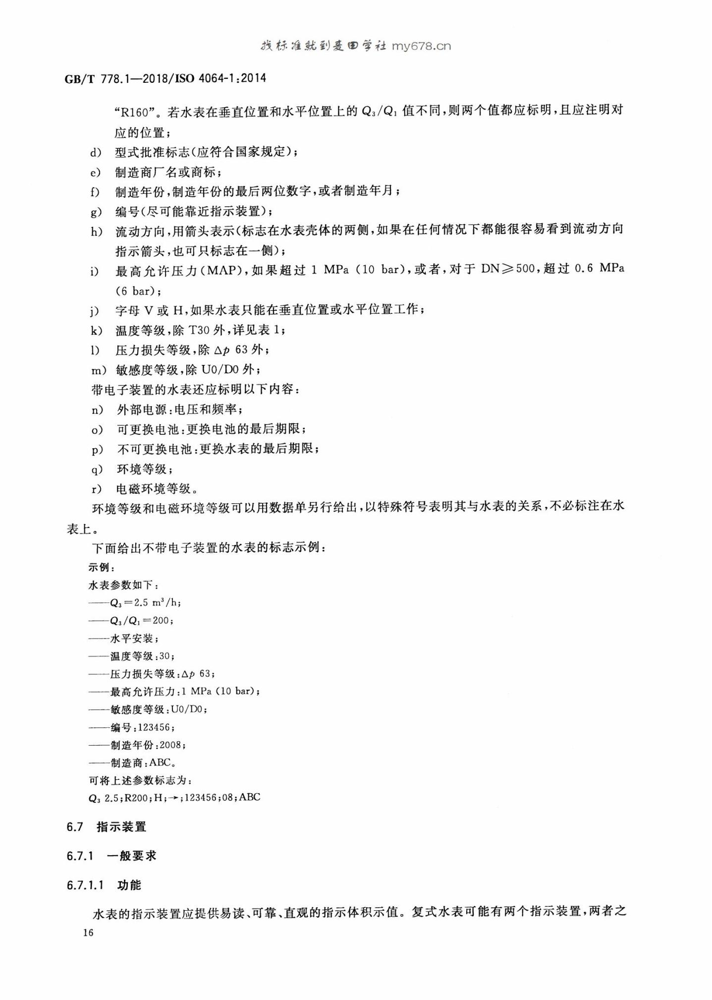 找标准就到麦田学社 my678.cn
GB/T 778.1—2018/ISO 4064-1:2014
“R160”。若水表在垂直位置和水平位置上的 Q₃/Q₁ 值不同,则两个值都应标明,且应注明对
应的位置;
d) 型式批准标志(应符合国家规定);
e) 制造商厂名或商标;
f) 制造年份,制造年份的最后两位数字,或者制造年月;
g) 编号(尽可能靠近指示装置);
h) 流动方向,用箭头表示(标志在水表壳体的两侧,如果在任何情况下都能很容易看到流动方向
指示箭头,也可只标志在一侧);
i) 最高允许压力(MAP),如果超过 1 MPa (10 bar),或者,对于 DN≥500,超过 0.6 MPa
(6 bar);
j) 字母 V 或 H,如果水表只能在垂直位置或水平位置工作;
k) 温度等级,除 T30 外,详见表 1;
l) 压力损失等级,除 Δp 63 外;
m) 敏感度等级,除 U0/D0 外;
带电子装置的水表还应标明以下内容:
n) 外部电源:电压和频率;
o) 可更换电池:更换电池的最后期限;
p) 不可更换电池:更换水表的最后期限;
q) 环境等级;
r) 电磁环境等级。
环境等级和电磁环境等级可以用数据单另行给出,以特殊符号表明其与水表的关系,不必标注在水
表上。
下面给出不带电子装置的水表的标志示例:
示例:
水表参数如下:
——Q₃=2.5 m³/h;
——Q₃/Q₁=200;
——水平安装;
——温度等级:30;
——压力损失等级:Δp 63;
——最高允许压力:1 MPa (10 bar);
——敏感度等级:U0/D0;
——编号:123456;
——制造年份:2008;
——制造商:ABC。
可将上述参数标志为:
Q₃ 2.5;R200;H;→;123456;08;ABC
6.7 指示装置
6.7.1 一般要求
6.7.1.1 功能
水表的指示装置应提供易读、可靠、直观的指示体积示值。复式水表可能有两个指示装置,两者之
16